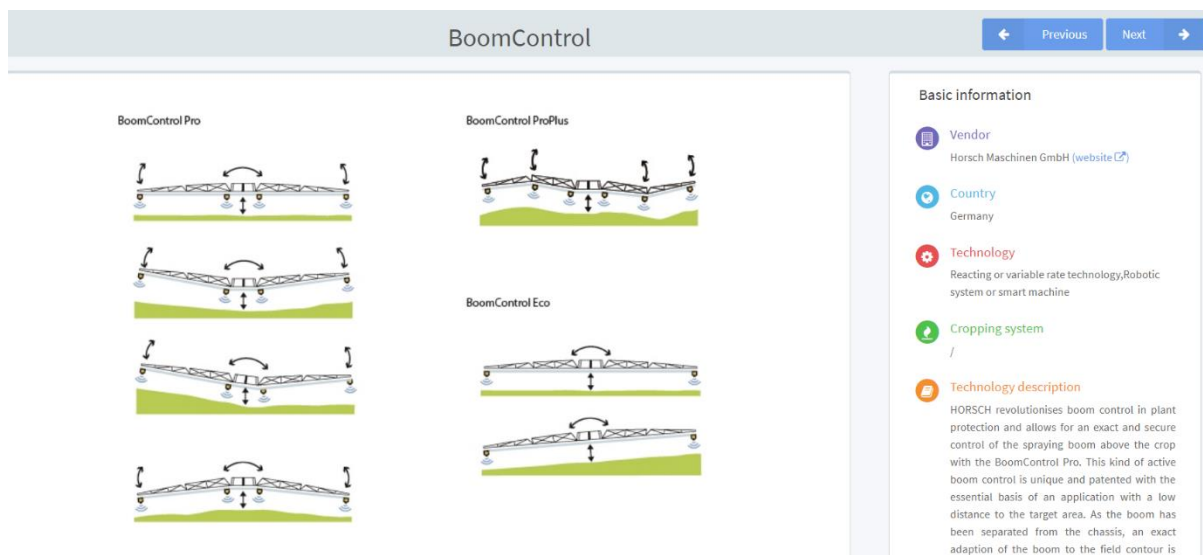 BoomControl
Previous
Next
BoomControl Pro
BoomControl ProPlus
BoomControl Eco
Basic information
Vendor
Horsch Maschinen GmbH (website)
Country
Germany
Technology
Reacting or variable rate technology,Robotic
system or smart machine
Cropping system
/
Technology description
HORSCH revolutionises boom control in plant
protection and allows for an exact and secure
control of the spraying boom above the crop
with the BoomControl Pro. This kind of active
boom control is unique and patented with the
essential basis of an application with a low
distance to the target area. As the boom has
been separated from the chassis, an exact
adaption of the boom to the field contour is